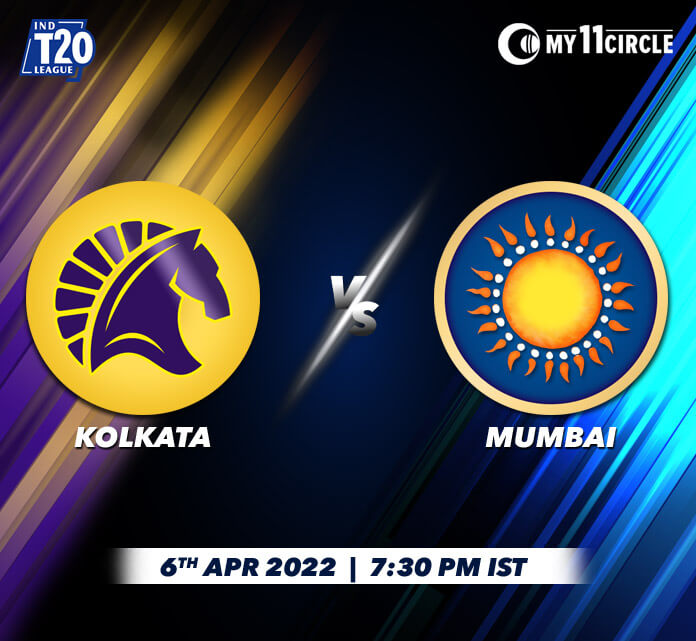 IND
T20
LEAGUE
MY11CIRCLE
VS
KOLKATA
MUMBAI
6TH APR 2022 | 7:30 PM IST